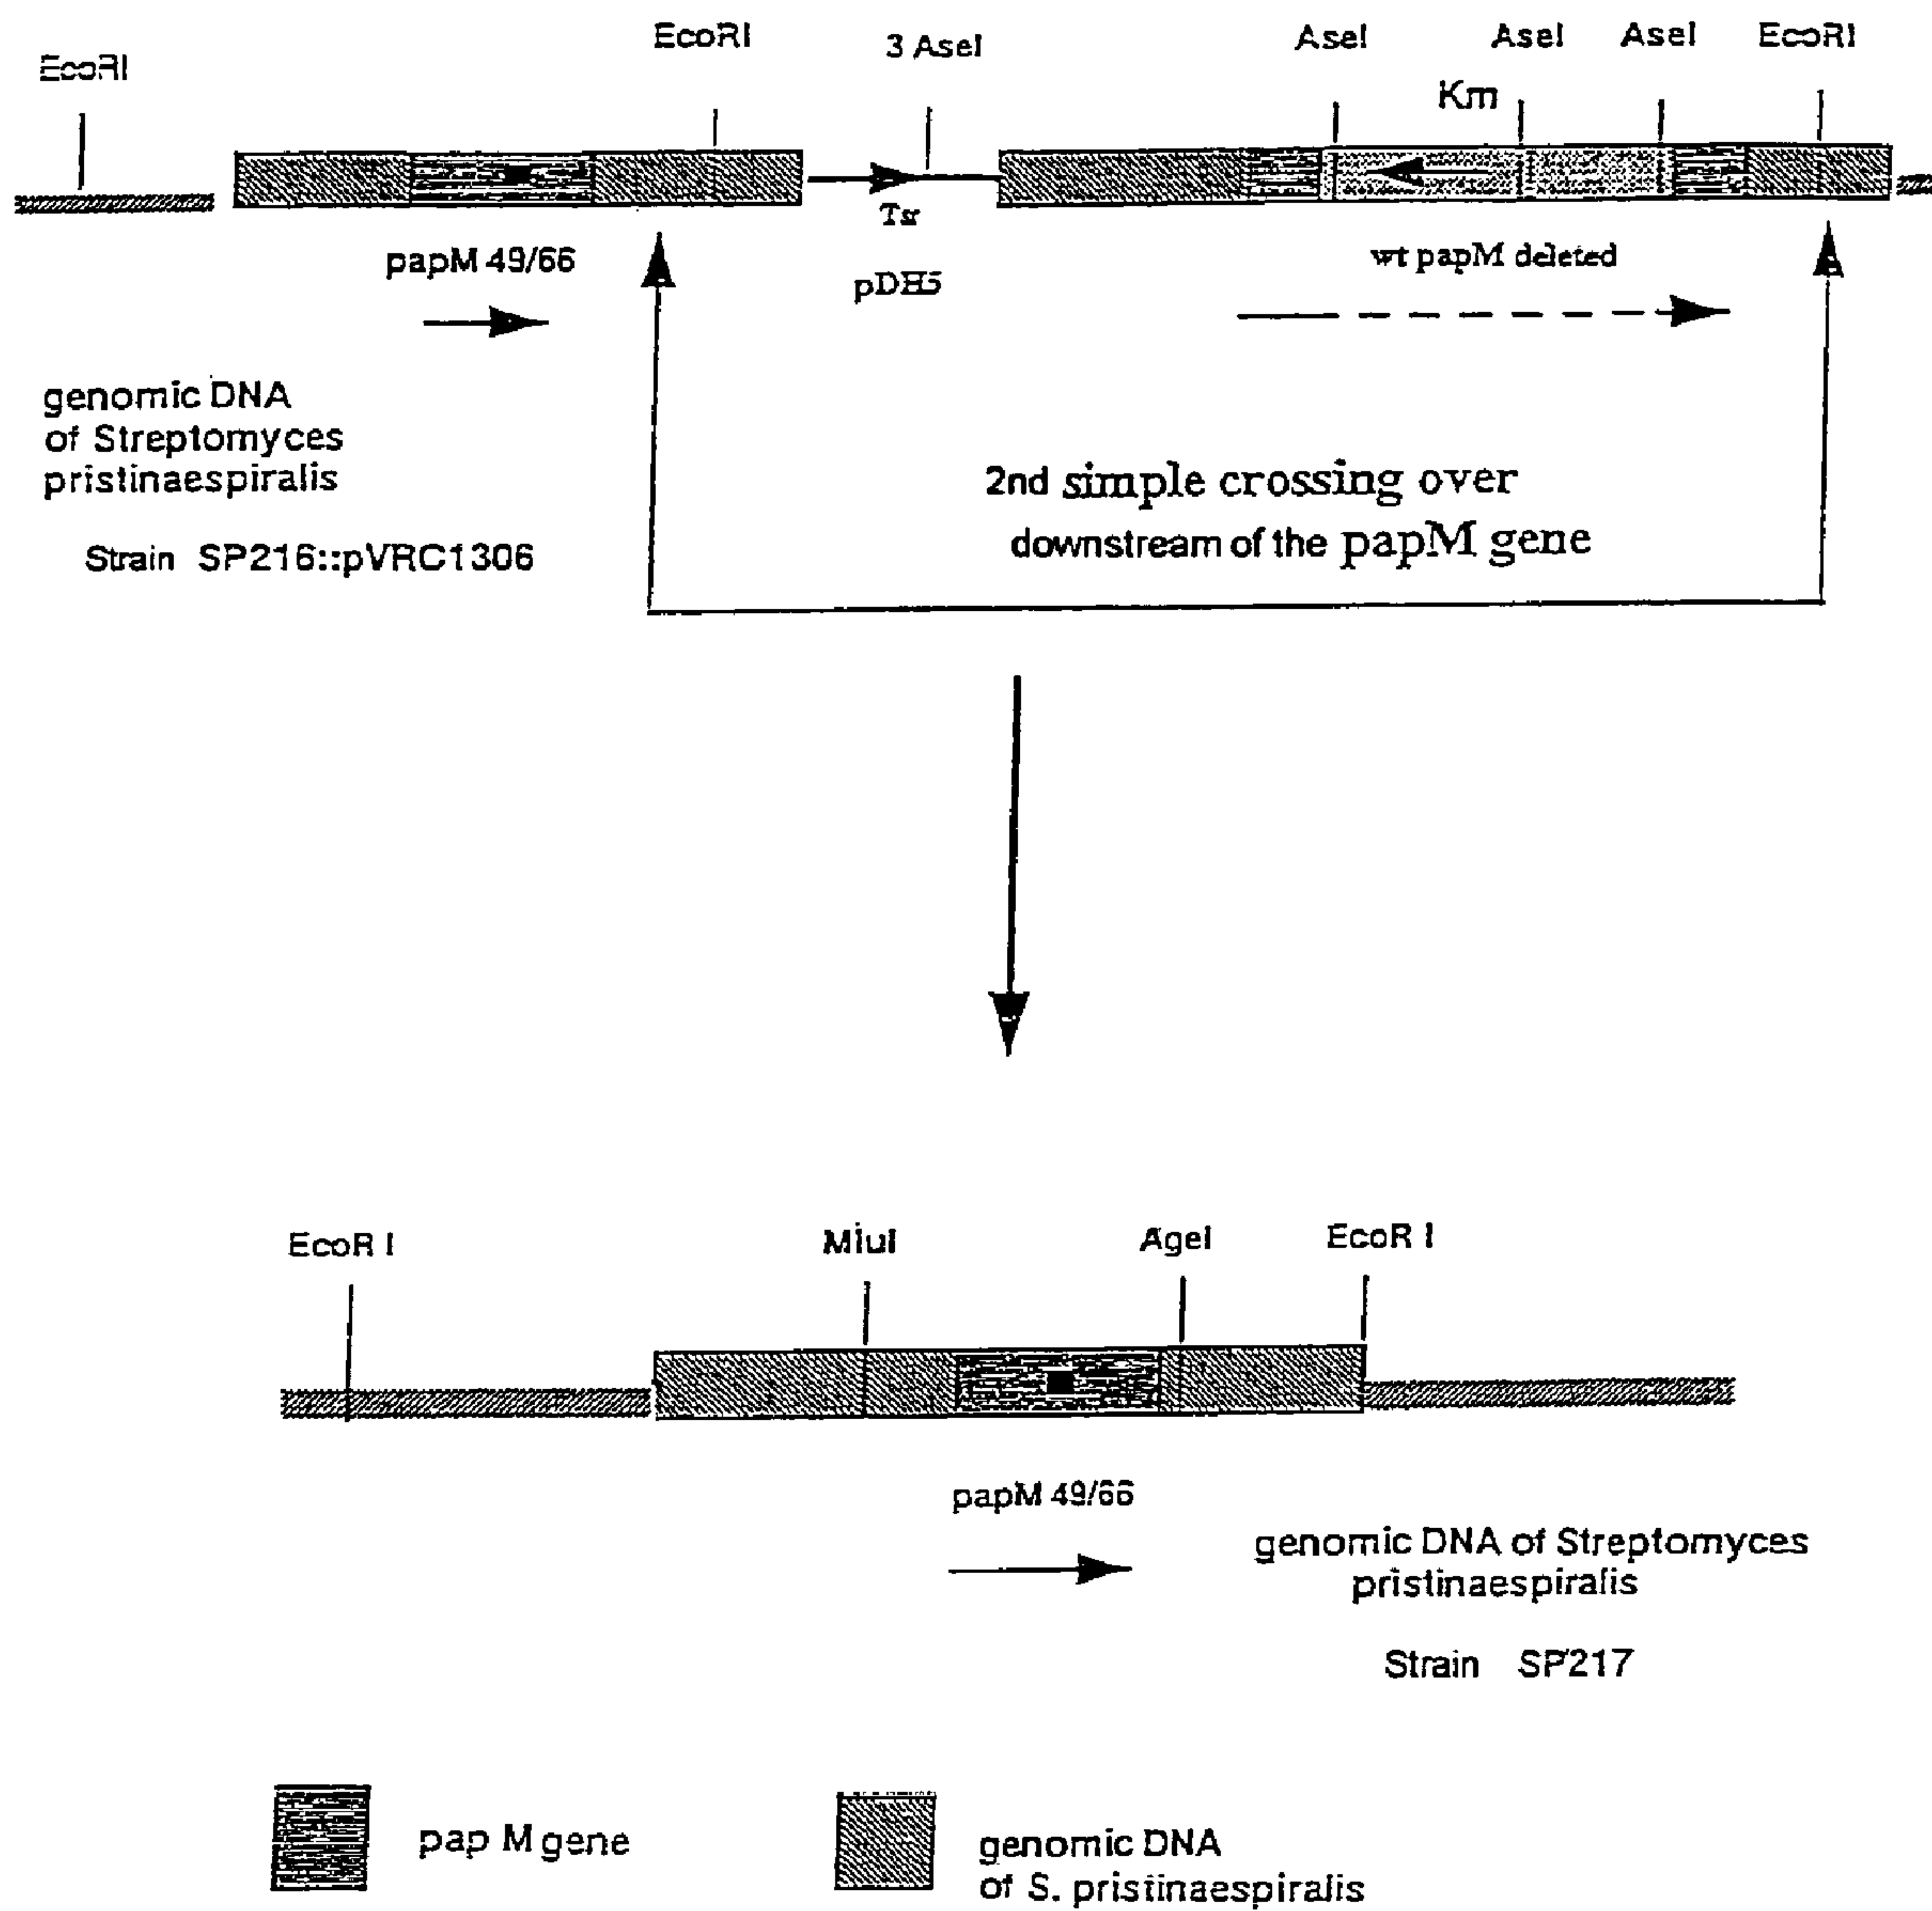 EcoRI
EcoRI
3 AseI
AseI
AseI
AseI
EcoRI
Km
Tsr
papM 49/66
pDH5
wt papM deleted
genomic DNA
of Streptomyces
pristinaespiralis
Strain SP216::pVRC1306
2nd simple crossing over
downstream of the papM gene
EcoR I
MluI
AgeI
EcoR I
papM 49/66
genomic DNA of Streptomyces
pristinaespiralis
Strain SP217
pap M gene
genomic DNA
of S. pristinaespiralis